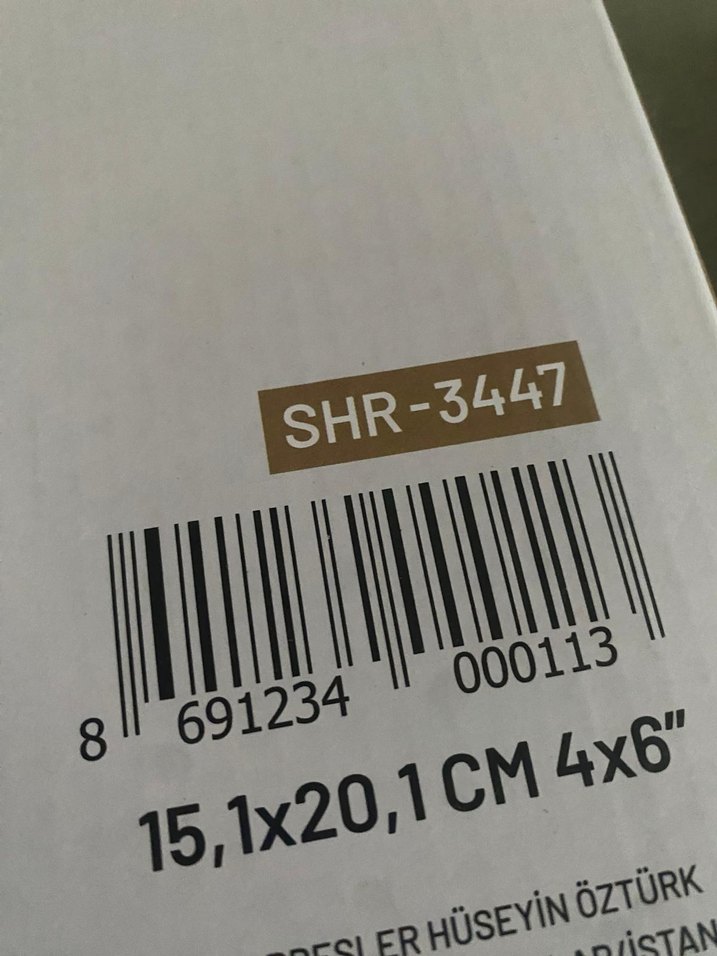 SHR-3447
8 691234 000113
15,1x20,1 CM 4x6"
HÜSEYİN ÖZTÜRK